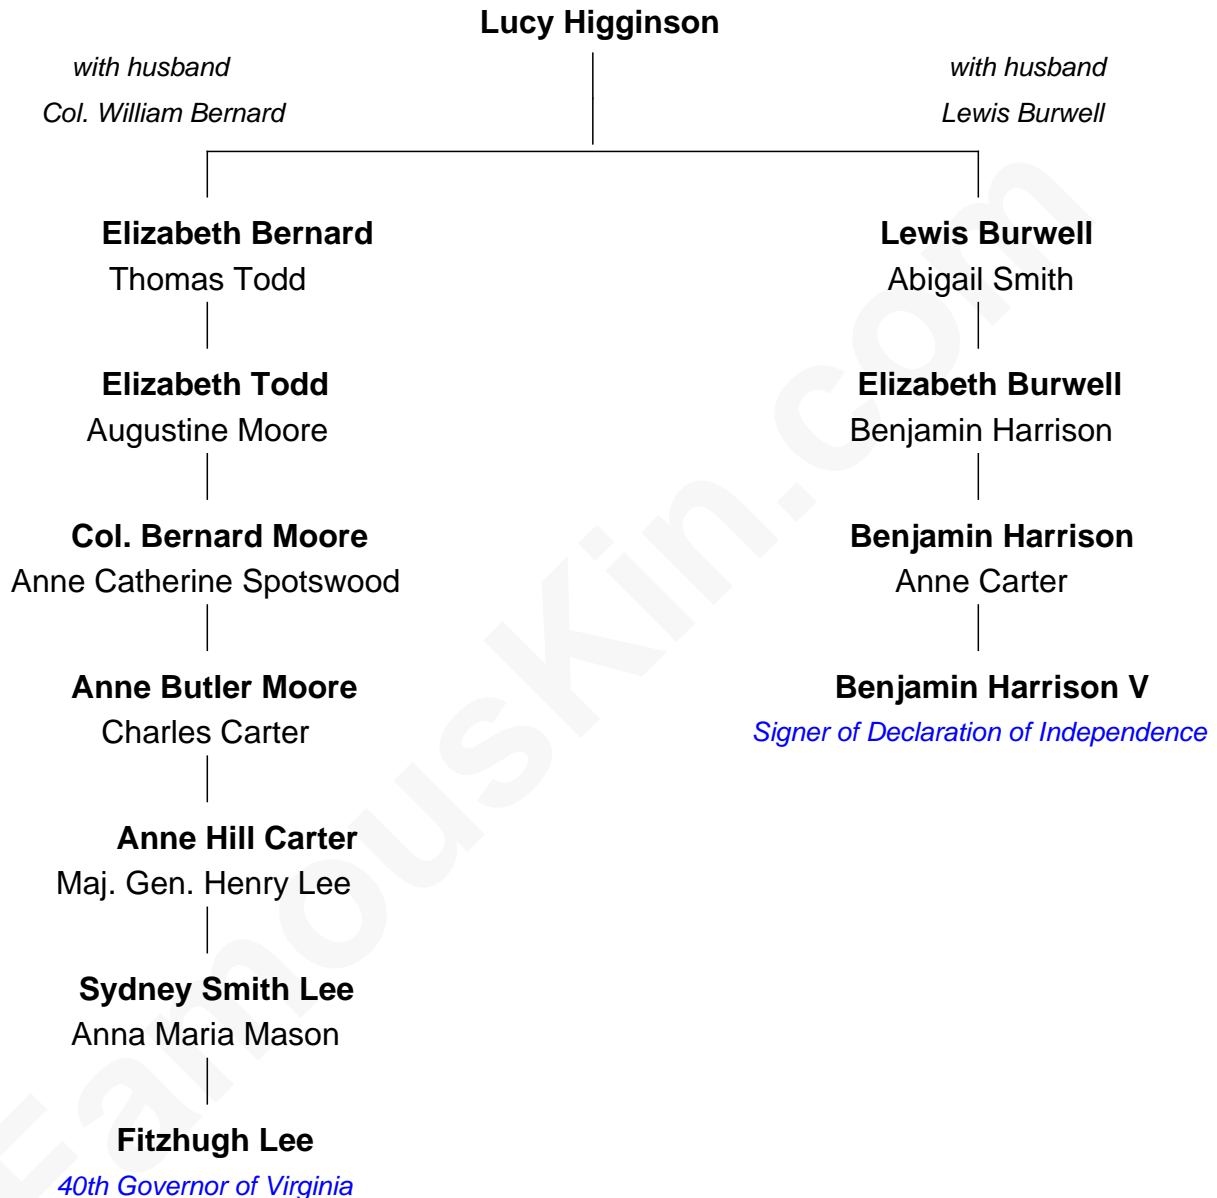 Lucy Higginson
with husband
Col. William Bernard
with husband
Lewis Burwell
Elizabeth Bernard
Thomas Todd
Elizabeth Todd
Augustine Moore
Col. Bernard Moore
Anne Catherine Spotswood
Anne Butler Moore
Charles Carter
Anne Hill Carter
Maj. Gen. Henry Lee
Sydney Smith Lee
Anna Maria Mason
Fitzhugh Lee
40th Governor of Virginia
Lewis Burwell
Abigail Smith
Elizabeth Burwell
Benjamin Harrison
Benjamin Harrison
Anne Carter
Benjamin Harrison V
Signer of Declaration of Independence
FamousKin.com